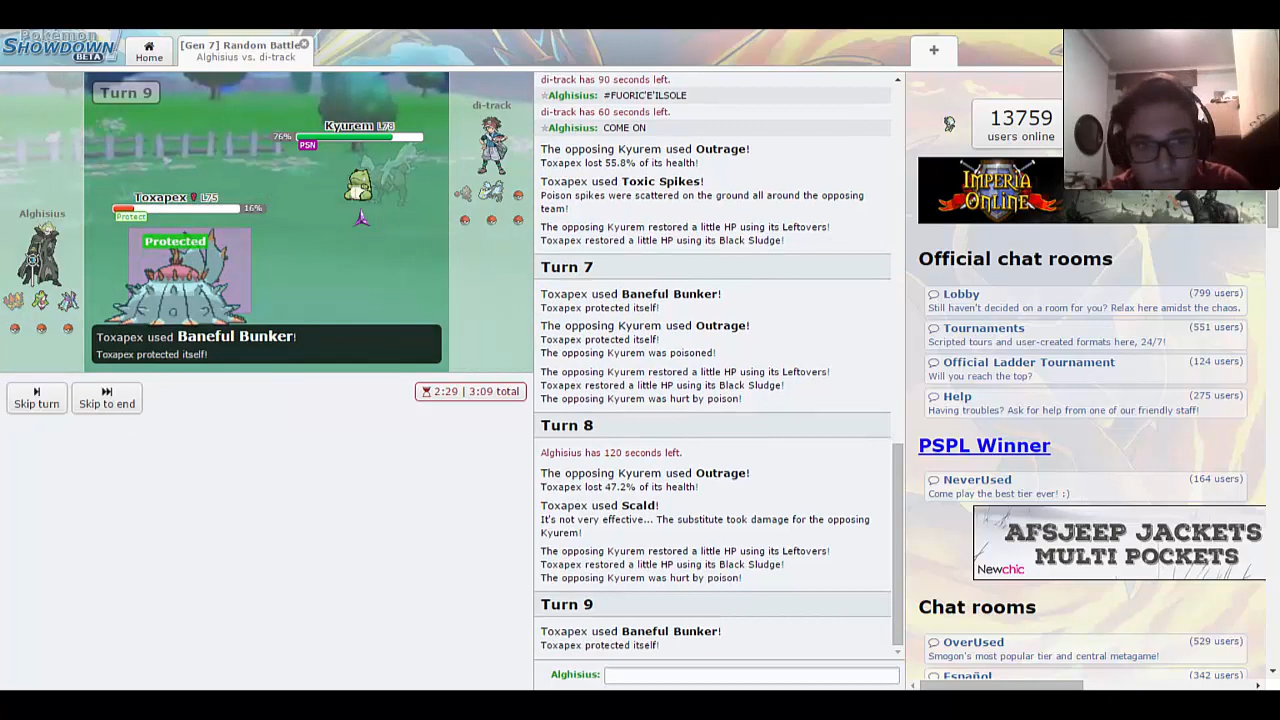 Pokémon
SHOWDOWN
BETA
Home
[Gen 7] Random Battle
Alghisius vs. di-track
+
Turn 9
Kyurem L78
76%
PSN
di-track
Toxapex L75
16%
Protect
Protected
Alghisius
Toxapex used Baneful Bunker!
Toxapex protected itself!
Skip turn
Skip to end
2:29 | 3:09 total
di-track has 90 seconds left.
☆Alghisius: #FUORIC'E'ILSOLE
di-track has 60 seconds left.
☆Alghisius: COME ON
The opposing Kyurem used Outrage!
Toxapex lost 55.8% of its health!
Toxapex used Toxic Spikes!
Poison spikes were scattered on the ground all around the opposing
team!
The opposing Kyurem restored a little HP using its Leftovers!
Toxapex restored a little HP using its Black Sludge!
Turn 7
Toxapex used Baneful Bunker!
Toxapex protected itself!
The opposing Kyurem used Outrage!
Toxapex protected itself!
The opposing Kyurem was poisoned!
The opposing Kyurem restored a little HP using its Leftovers!
Toxapex restored a little HP using its Black Sludge!
The opposing Kyurem was hurt by poison!
Turn 8
Alghisius has 120 seconds left.
The opposing Kyurem used Outrage!
Toxapex lost 47.2% of its health!
Toxapex used Scald!
It's not very effective... The substitute took damage for the opposing
Kyurem!
The opposing Kyurem restored a little HP using its Leftovers!
Toxapex restored a little HP using its Black Sludge!
The opposing Kyurem was hurt by poison!
Turn 9
Toxapex used Baneful Bunker!
Toxapex protected itself!
Alghisius:
13759
users online
IMPERIA
ONLINE
Official chat rooms
Lobby (799 users)
Still haven't decided on a room for you? Relax here amidst the chaos.
Tournaments (551 users)
Scripted tours and user-created formats here, 24/7!
Official Ladder Tournament (124 users)
Will you reach the top?
Help (275 users)
Having troubles? Ask for help from one of our friendly staff!
PSPL Winner
NeverUsed (164 users)
Come play the best tier ever! :)
AFSJEEP JACKETS
MULTI POCKETS
Newchic
Chat rooms
OverUsed (529 users)
Smogon's most popular tier and central metagame!
Español (342 users)